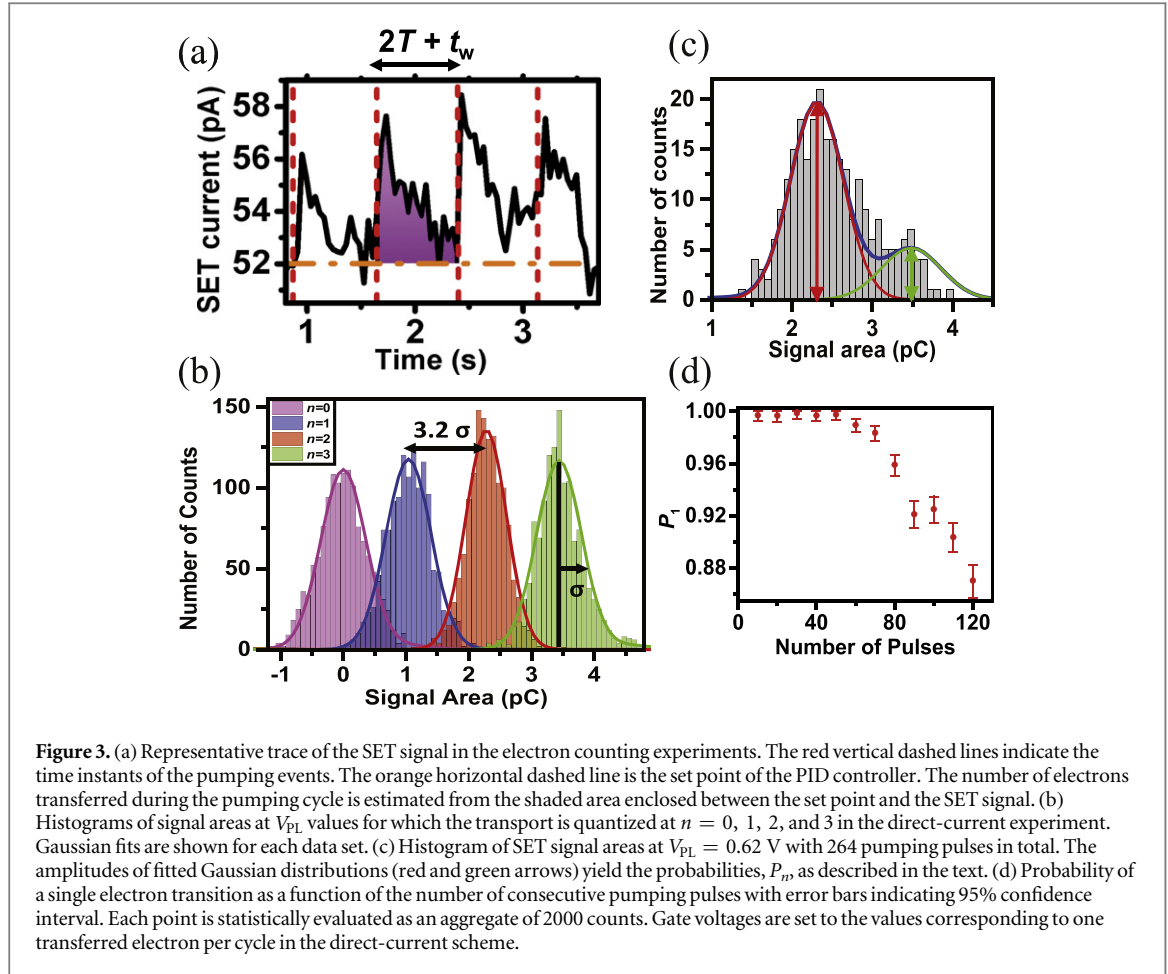 (a)
2T + tw
SET current (pA)
58
56
54
52
1
2
3
Time (s)
(c)
Number of counts
20
15
10
5
0
1
2
3
4
Signal area (pC)
(b)
Number of Counts
150
100
50
0
n=0
n=1
n=2
n=3
3.2 σ
σ
-1
0
1
2
3
4
Signal Area (pC)
(d)
P1
1.00
0.96
0.92
0.88
0
40
80
120
Number of Pulses
Figure 3. (a) Representative trace of the SET signal in the electron counting experiments. The red vertical dashed lines indicate the
time instants of the pumping events. The orange horizontal dashed line is the set point of the PID controller. The number of electrons
transferred during the pumping cycle is estimated from the shaded area enclosed between the set point and the SET signal. (b)
Histograms of signal areas at VPL values for which the transport is quantized at n = 0, 1, 2, and 3 in the direct-current experiment.
Gaussian fits are shown for each data set. (c) Histogram of SET signal areas at VPL = 0.62 V with 264 pumping pulses in total. The
amplitudes of fitted Gaussian distributions (red and green arrows) yield the probabilities, Pn, as described in the text. (d) Probability of
a single electron transition as a function of the number of consecutive pumping pulses with error bars indicating 95% confidence
interval. Each point is statistically evaluated as an aggregate of 2000 counts. Gate voltages are set to the values corresponding to one
transferred electron per cycle in the direct-current scheme.